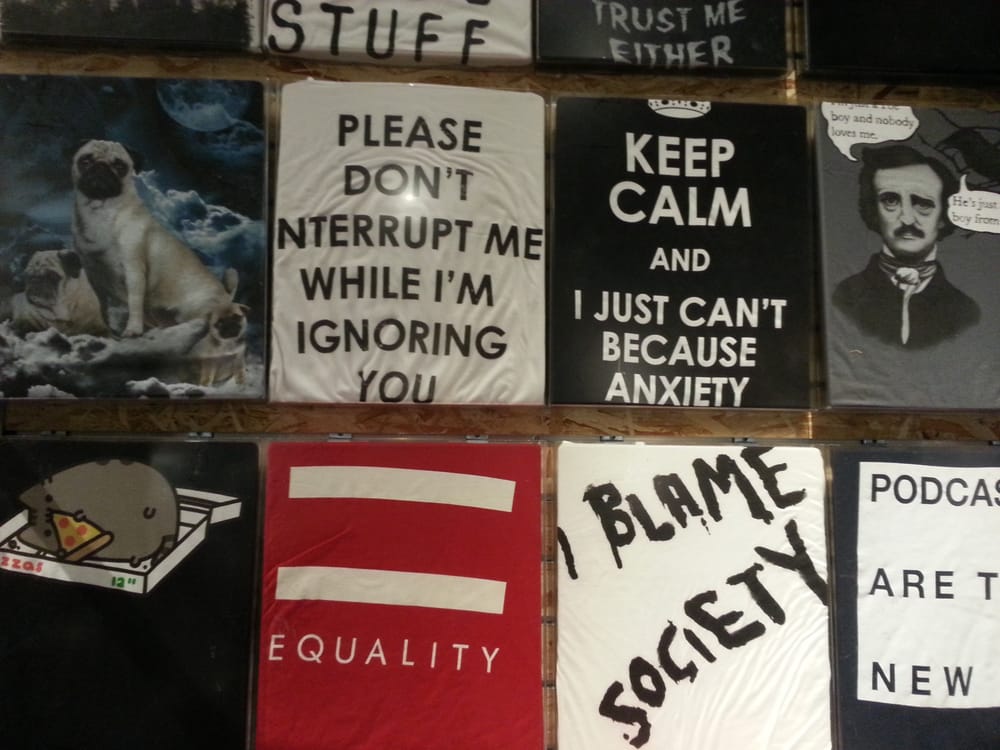 STUFF
TRUST ME
EITHER
PLEASE
DON'T
NTERRUPT ME
WHILE I'M
IGNORING
YOU
KEEP
CALM
AND
I JUST CAN'T
BECAUSE
ANXIETY
boy and nobody
loves me.
He's just
boy from
zzas
12"
EQUALITY
I BLAME
SOCIETY
PODCAS
ARE T
NEW